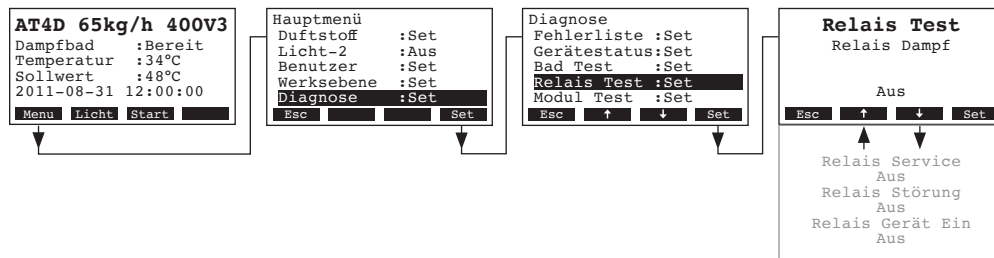 AT4D 65kg/h 400V3
Dampfbad :Bereit
Temperatur :34°C
Sollwert :48°C
2011-08-31 12:00:00
Menu Licht Start
Hauptmenü
Duftstoff :Set
Licht-2 :Aus
Benutzer :Set
Werksebene :Set
Diagnose :Set
Esc Set
Diagnose
Fehlerliste :Set
Gerätestatus:Set
Bad Test :Set
Relais Test :Set
Modul Test :Set
Esc ↑ ↓ Set
Relais Test
Relais Dampf
Aus
Esc ↑ ↓ Set
Relais Service
Aus
Relais Störung
Aus
Relais Gerät Ein
Aus